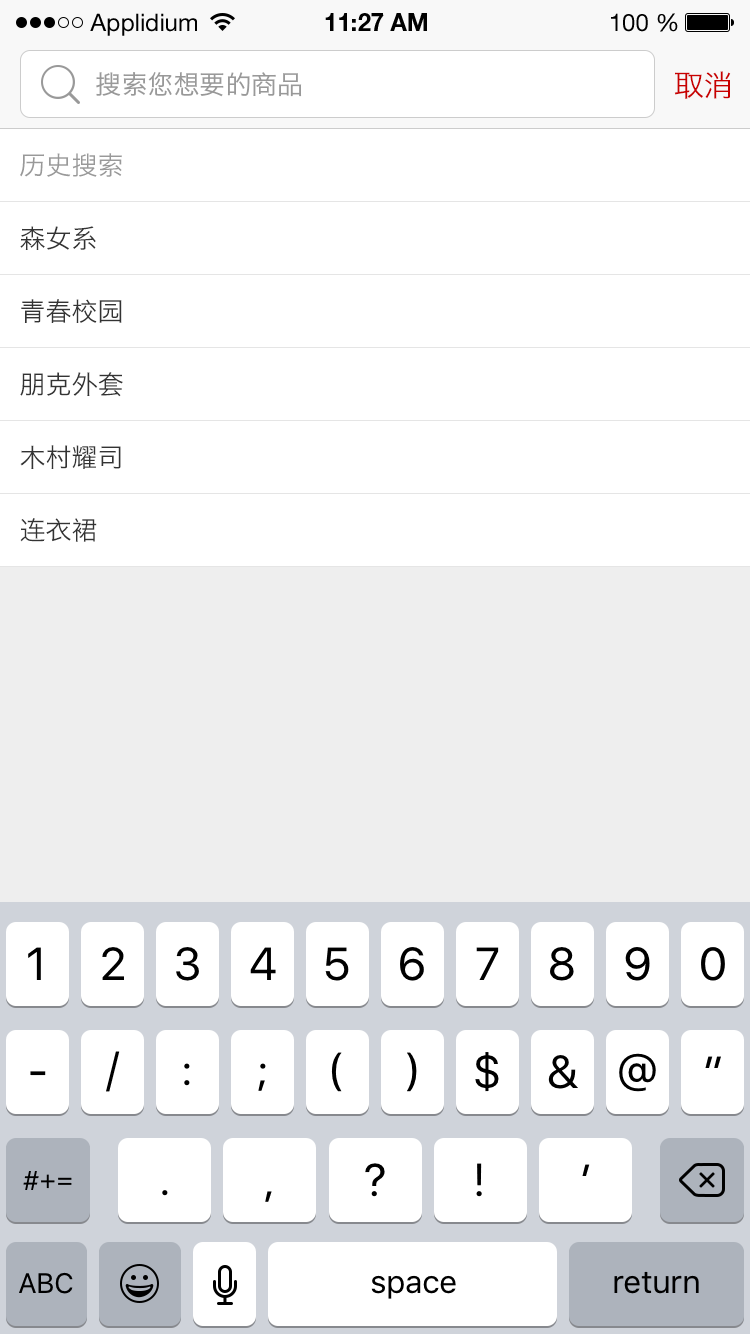 Applidium 11:27 AM 100 %
搜索您想要的商品 取消
历史搜索
森女系
青春校园
朋克外套
木村耀司
连衣裙
1 2 3 4 5 6 7 8 9 0
- / : ; ( ) $ & @ "
#+= . , ? ! '
ABC space return